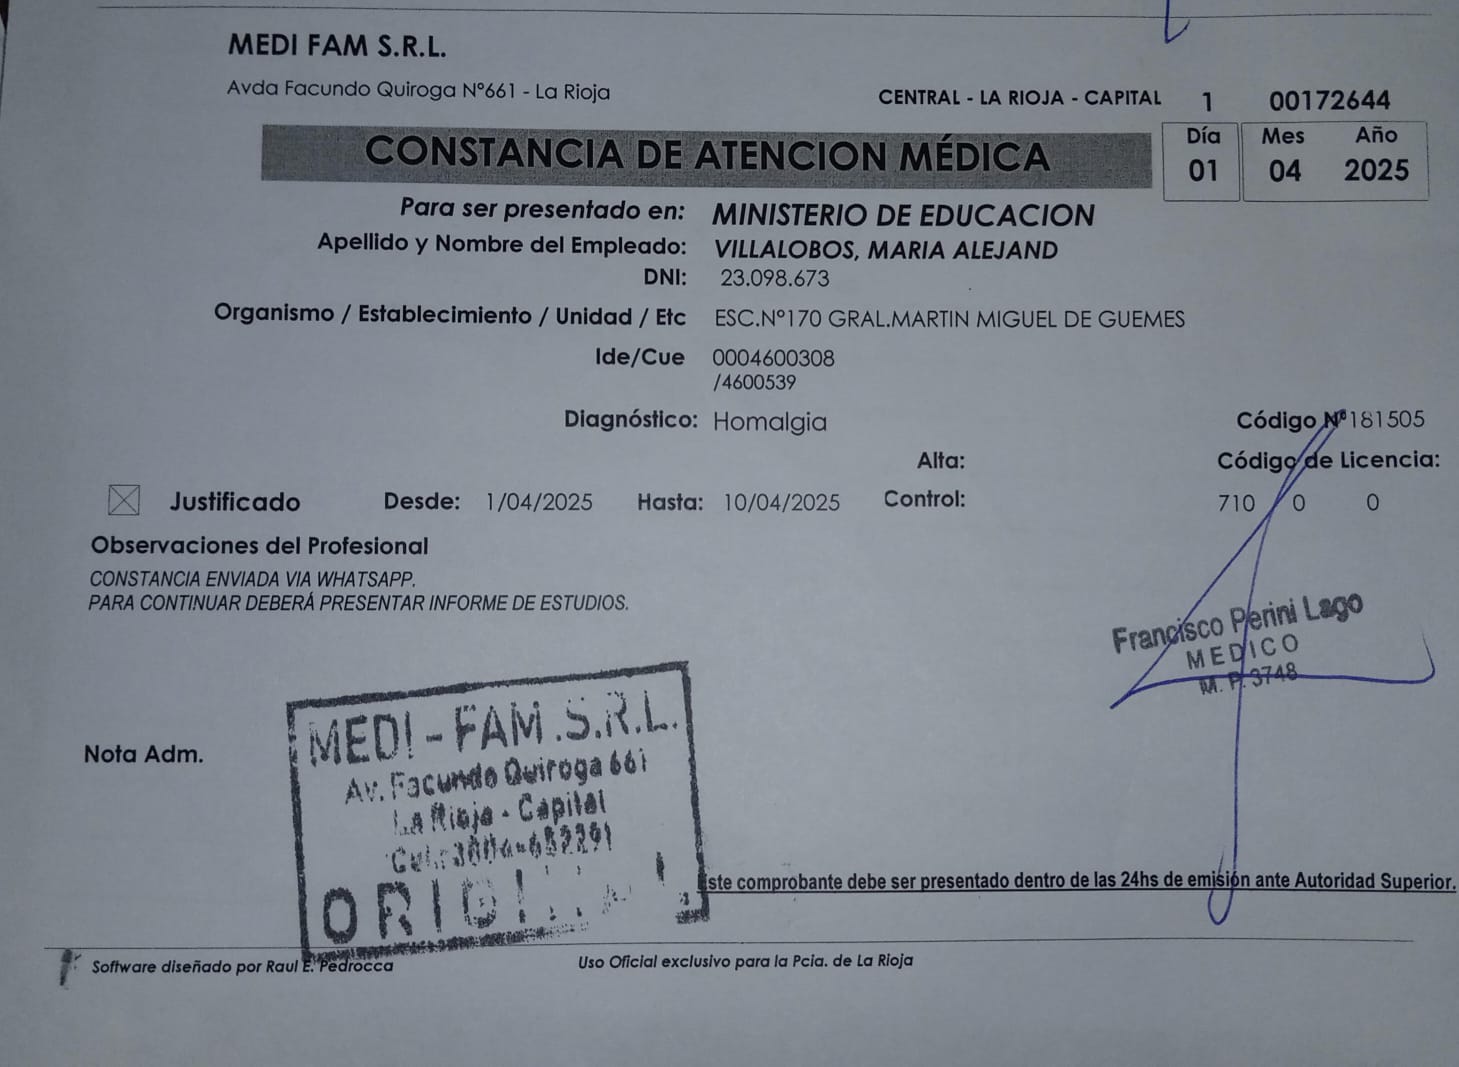 MEDI FAM S.R.L.
Avda Facundo Quiroga Nº661 - La Rioja
CENTRAL - LA RIOJA - CAPITAL 1 00172644
CONSTANCIA DE ATENCION MÉDICA
Día Mes Año
01 04 2025
Para ser presentado en: MINISTERIO DE EDUCACION
Apellido y Nombre del Empleado: VILLALOBOS, MARIA ALEJAND
DNI: 23.098.673
Organismo / Establecimiento / Unidad / Etc ESC.Nº170 GRAL.MARTIN MIGUEL DE GUEMES
Ide/Cue 0004600308
/4600539
Diagnóstico: Homalgia
Código Nº181505
Alta:
Código de Licencia:
Justificado Desde: 1/04/2025 Hasta: 10/04/2025 Control:
710 0 0
Observaciones del Profesional
CONSTANCIA ENVIADA VIA WHATSAPP.
PARA CONTINUAR DEBERÁ PRESENTAR INFORME DE ESTUDIOS.
Francisco Perini Lago
MEDICO
M. P. 3748
Nota Adm.
MEDI-FAM.S.R.L.
Av. Facundo Quiroga 661
La Rioja - Capital
Cel.:
ste comprobante debe ser presentado dentro de las 24hs de emisión ante Autoridad Superior.
Software diseñado por Raul E. Pedrocca
Uso Oficial exclusivo para la Pcia. de La Rioja